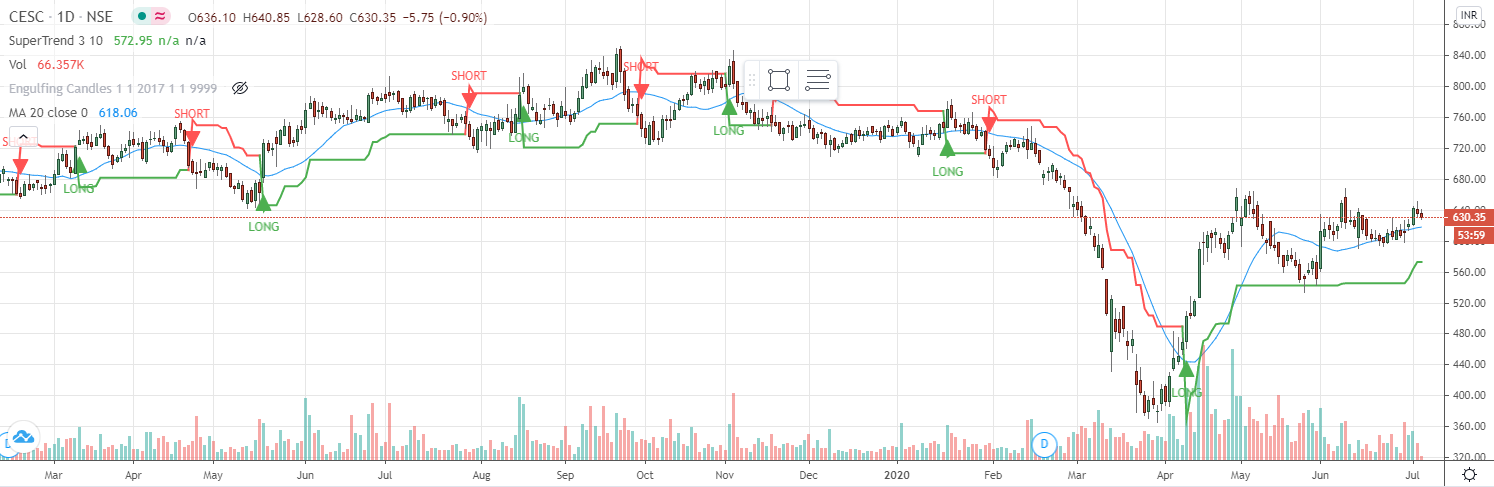 CESC · 1D · NSE O636.10 H640.85 L628.60 C630.35 −5.75 (−0.90%)
INR
SuperTrend 3 10 572.95 n/a n/a
Vol 66.357K
Engulfing Candles 1 1 2017 1 1 9999
MA 20 close 0 618.06
SHORT
SHORT
SHORT
SHORT
LONG
LONG
LONG
LONG
LONG
LONG
880.00
840.00
800.00
760.00
720.00
680.00
640.00
630.35
53:59
600.00
560.00
520.00
480.00
440.00
400.00
360.00
320.00
D
D
Mar Apr May Jun Jul Aug Sep Oct Nov Dec 2020 Feb Mar Apr May Jun Jul